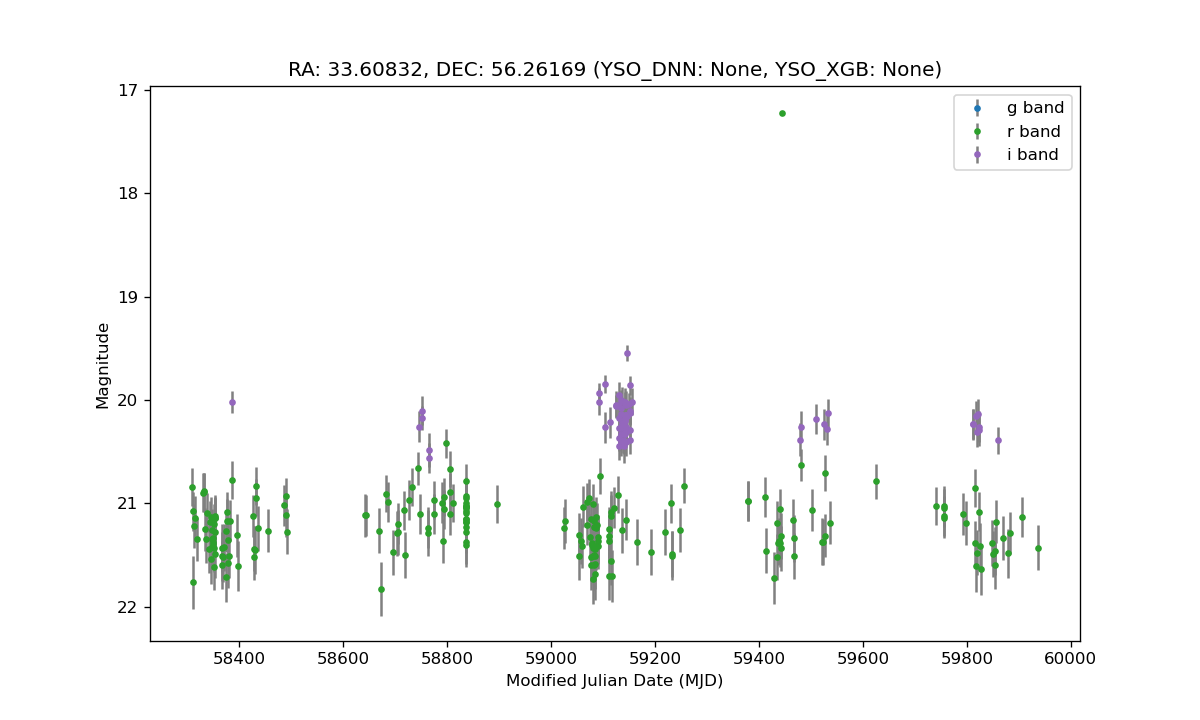 RA: 33.60832, DEC: 56.26169 (YSO_DNN: None, YSO_XGB: None)
17
18
19
20
21
22
Magnitude
g band
r band
i band
58400 58600 58800 59000 59200 59400 59600 59800 60000
Modified Julian Date (MJD)